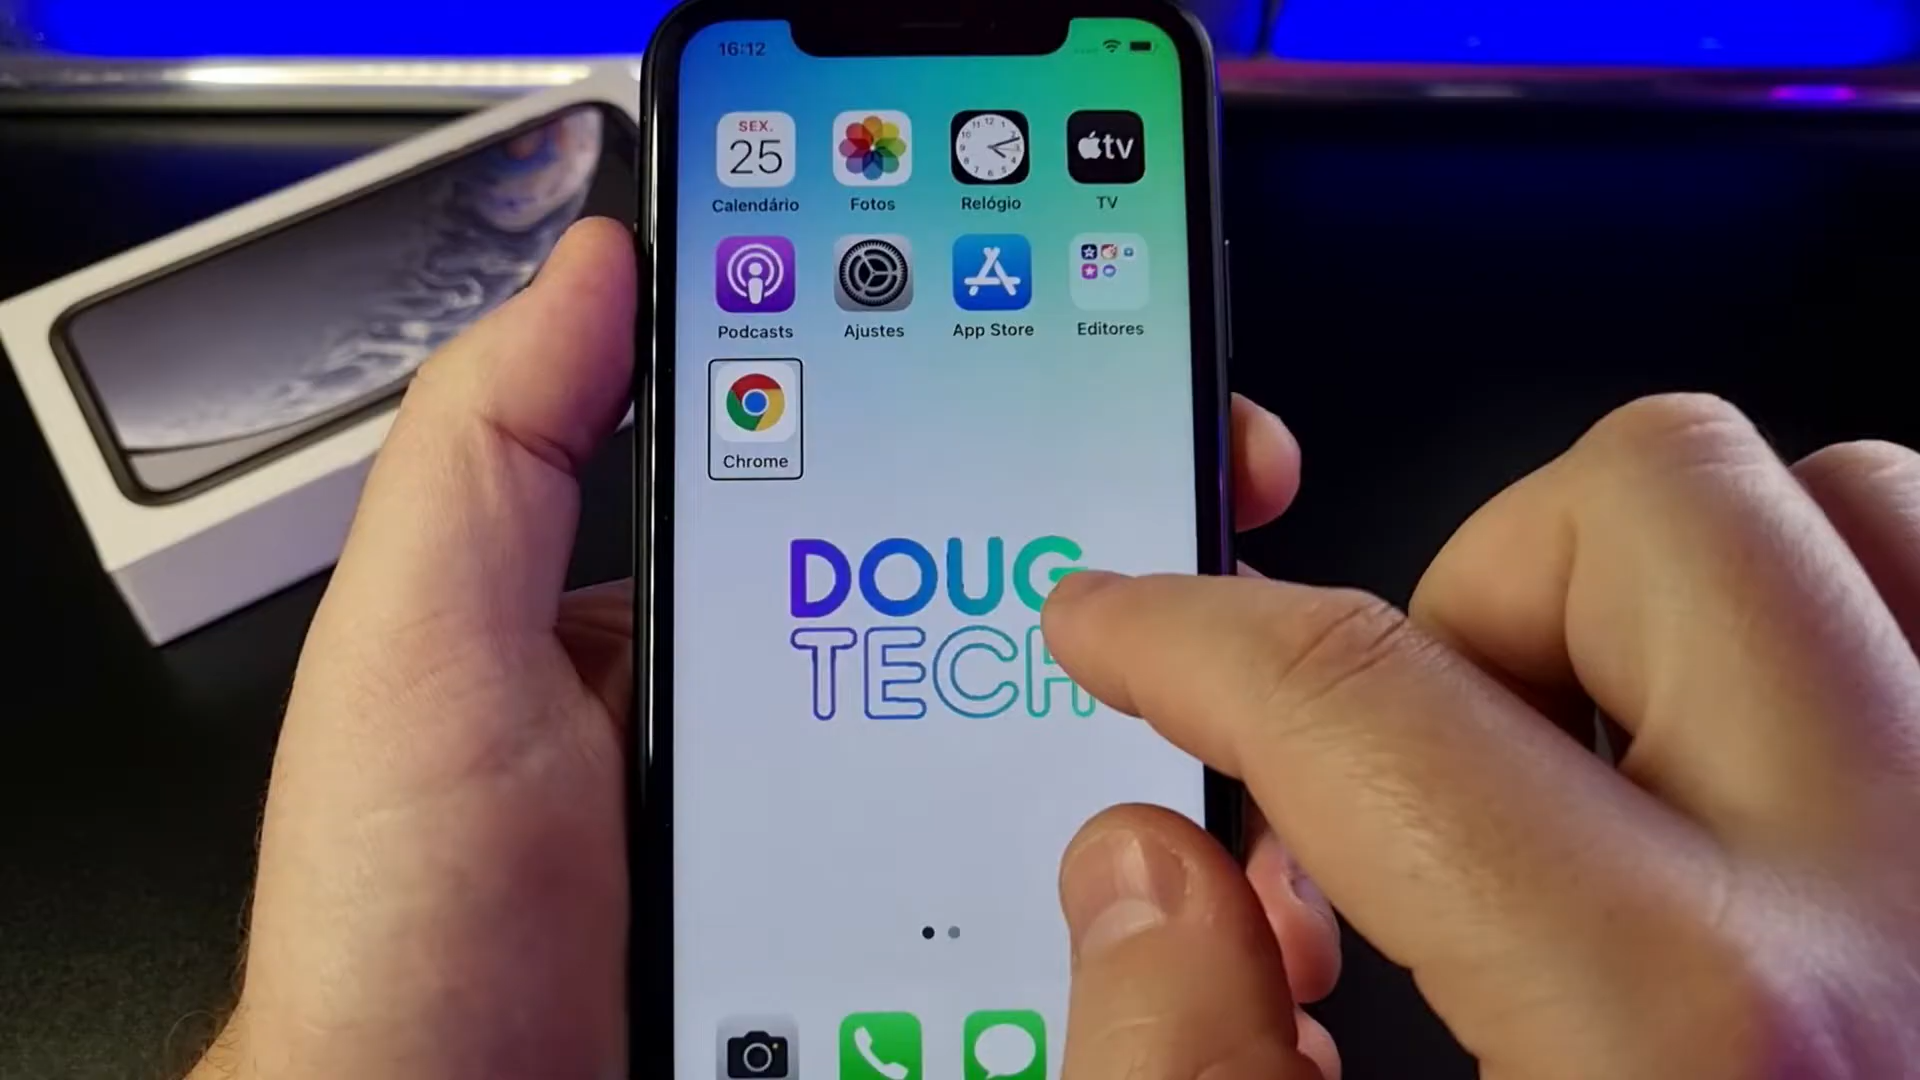 16:12
SEX.
25
tv
Calendário Fotos Relógio TV
Podcasts Ajustes App Store Editores
Chrome
DOUG
TECH